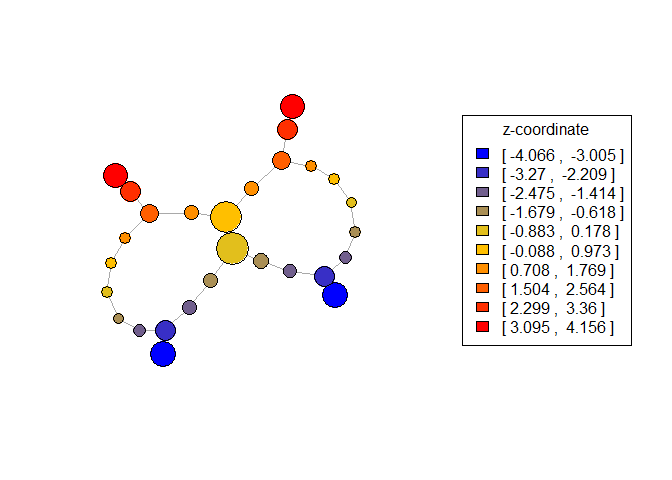 z-coordinate
[ -4.066 ,  -3.005 ]
[ -3.27 ,  -2.209 ]
[ -2.475 ,  -1.414 ]
[ -1.679 ,  -0.618 ]
[ -0.883 ,  0.178 ]
[ -0.088 ,  0.973 ]
[ 0.708 ,  1.769 ]
[ 1.504 ,  2.564 ]
[ 2.299 ,  3.36 ]
[ 3.095 ,  4.156 ]